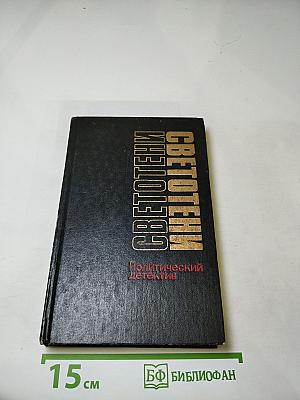 СВЕТОТЕНИ
СВЕТОТЕНИ
Политический
детектив
15 см
БФ БИБЛИОФАН